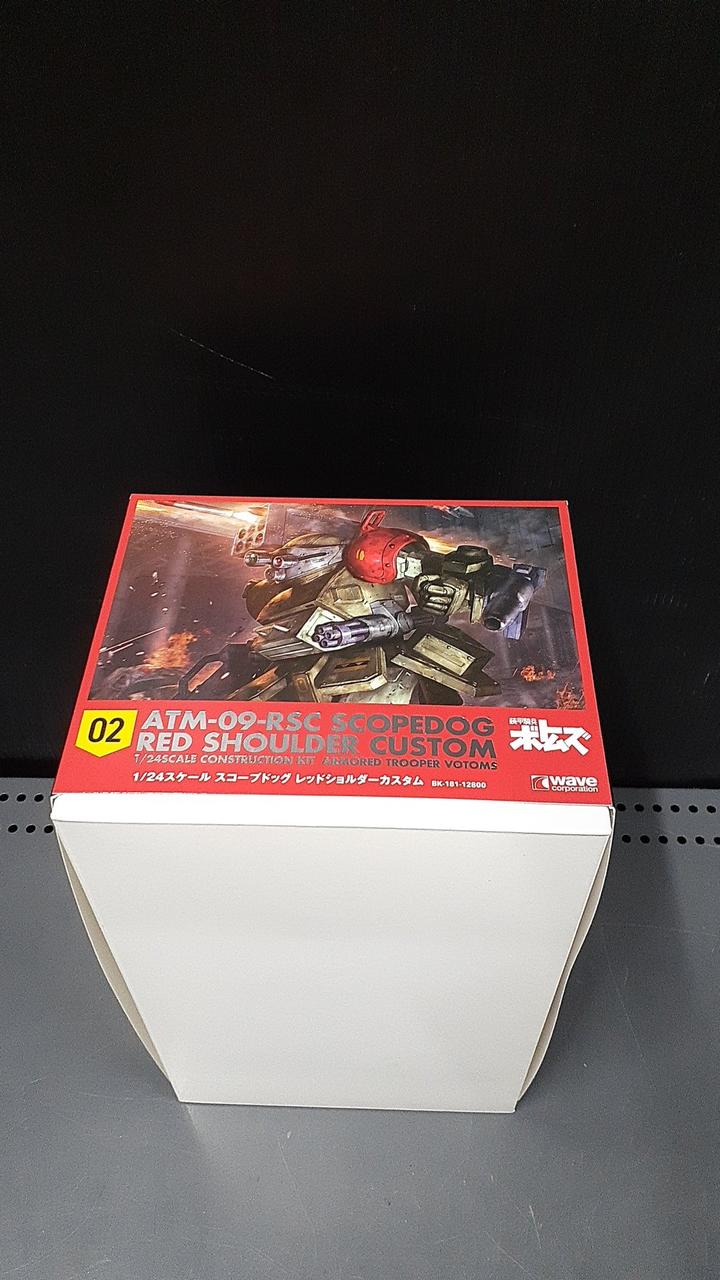 02
ATM-09-RSC SCOPEDOG
RED SHOULDER CUSTOM
1/24SCALE CONSTRUCTION KIT ARMORED TROOPER VOTOMS
1/24スケール スコープドッグ レッドショルダーカスタム BK-181-12800
装甲騎兵
ボトムズ
wave
corporation